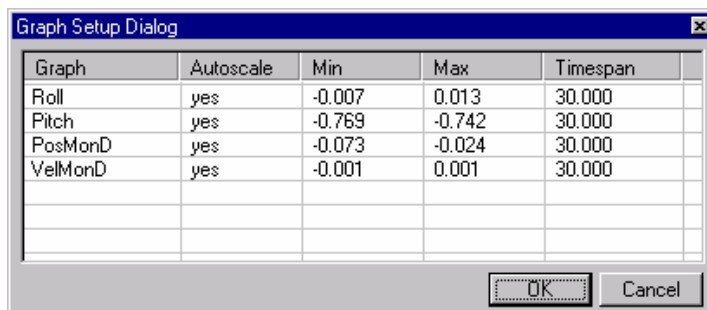 Graph Setup Dialog
Graph Autoscale Min Max Timespan
Roll yes -0.007 0.013 30.000
Pitch yes -0.769 -0.742 30.000
PosMonD yes -0.073 -0.024 30.000
VelMonD yes -0.001 0.001 30.000
OK Cancel